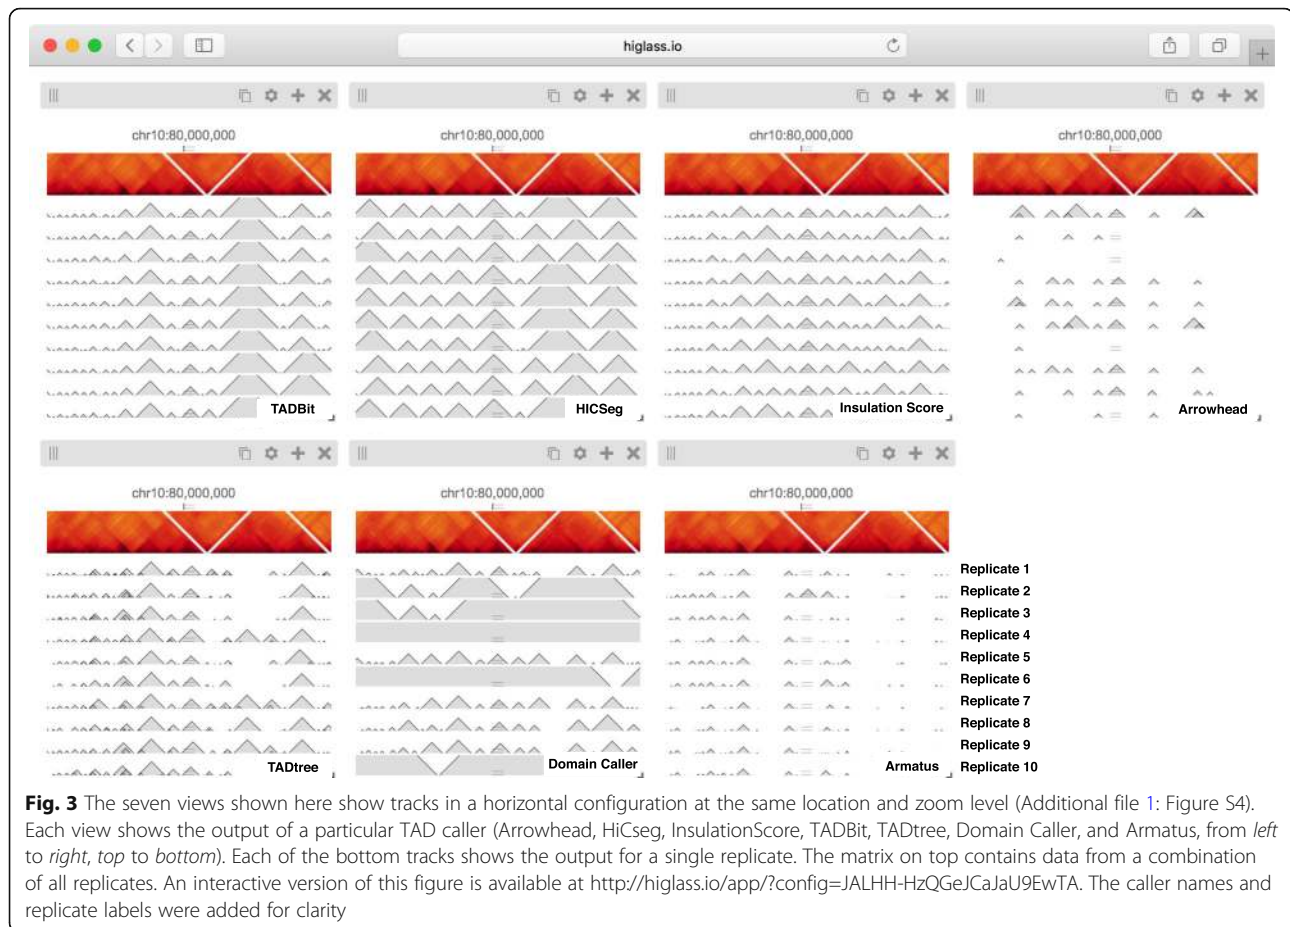 higlass.io
chr10:80,000,000
chr10:80,000,000
chr10:80,000,000
chr10:80,000,000
TADBit
HICSeg
Insulation Score
Arrowhead
chr10:80,000,000
chr10:80,000,000
chr10:80,000,000
Replicate 1
Replicate 2
Replicate 3
Replicate 4
Replicate 5
Replicate 6
Replicate 7
Replicate 8
Replicate 9
Replicate 10
TADtree
Domain Caller
Armatus
Fig. 3 The seven views shown here show tracks in a horizontal configuration at the same location and zoom level (Additional file 1: Figure S4).
Each view shows the output of a particular TAD caller (Arrowhead, HiCseg, InsulationScore, TADBit, TADtree, Domain Caller, and Armatus, from left
to right, top to bottom). Each of the bottom tracks shows the output for a single replicate. The matrix on top contains data from a combination
of all replicates. An interactive version of this figure is available at http://higlass.io/app/?config=JALHH-HzQGeJCaJaU9EwTA. The caller names and
replicate labels were added for clarity